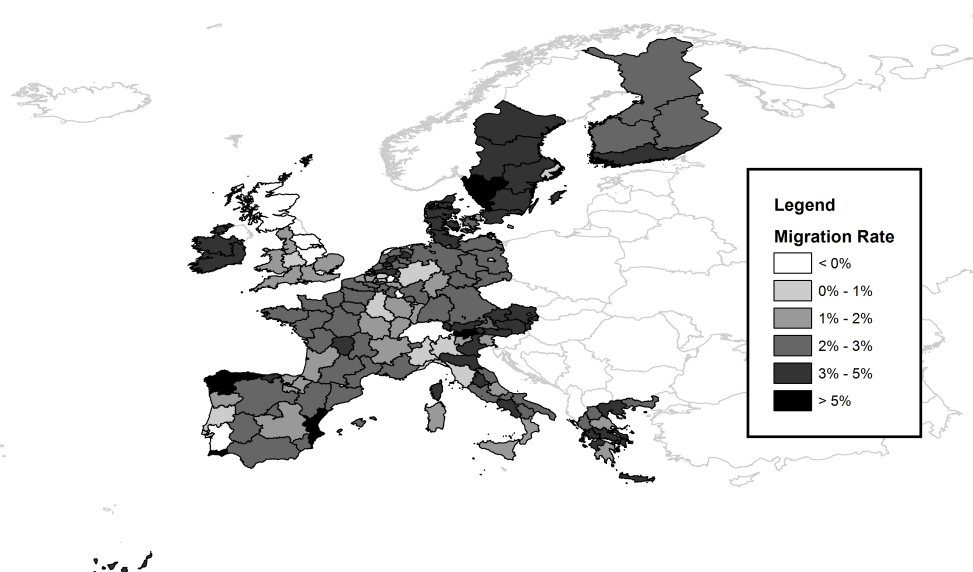 Legend
Migration Rate
< 0%
0% - 1%
1% - 2%
2% - 3%
3% - 5%
> 5%